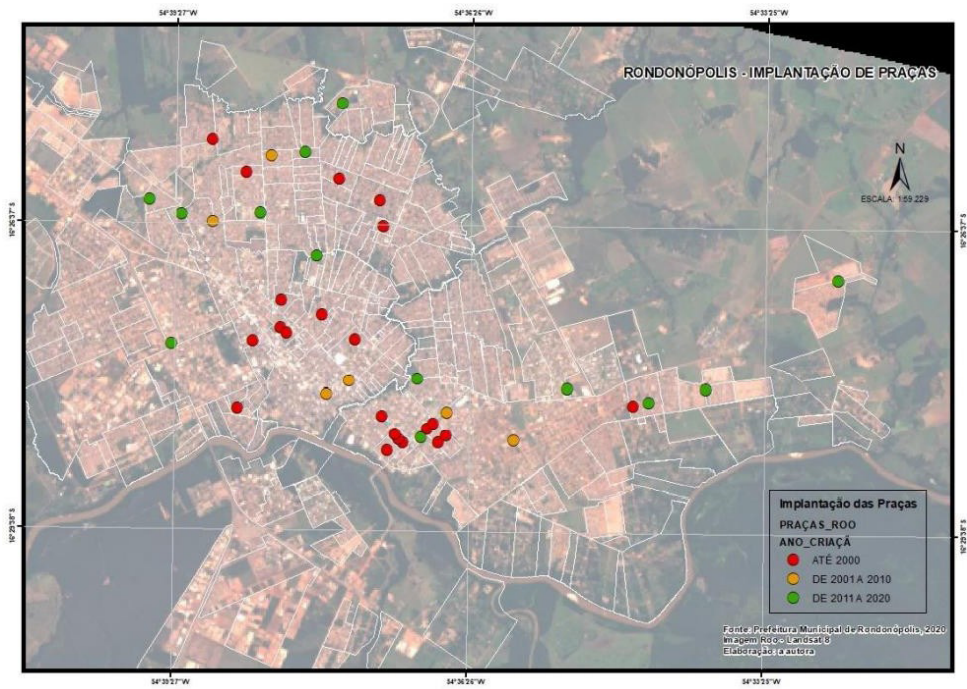 54°39'27"W 54°36'26"W 54°33'25"W
RONDONÓPOLIS - IMPLANTAÇÃO DE PRAÇAS
N
ESCALA: 1:59.229
16°26'37"S 16°26'37"S
16°29'38"S 16°29'38"S
Implantação das Praças
PRAÇAS_ROO
ANO_CRIAÇÃ
ATÉ 2000
DE 2001 A 2010
DE 2011 A 2020
Fonte: Prefeitura Municipal de Rondonópolis, 2020
Imagem Roo - Landsat 8
Elaboração: a autora
54°39'27"W 54°36'26"W 54°33'25"W